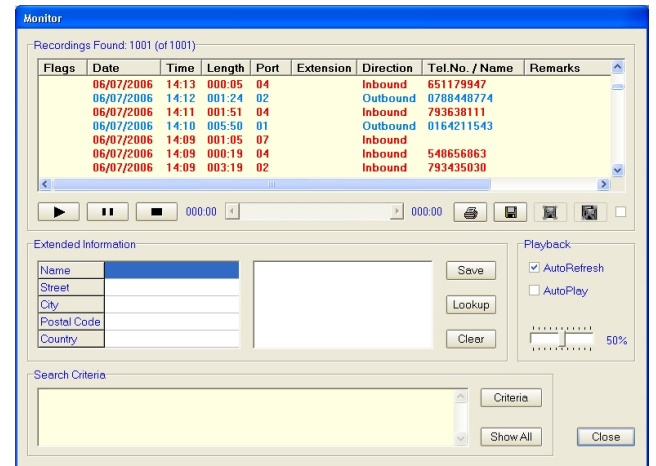 Monitor
Recordings Found: 1001 (of 1001)
Flags Date Time Length Port Extension Direction Tel.No. / Name Remarks
06/07/2006 14:13 000:05 04 Inbound 651179947
06/07/2006 14:12 001:24 02 Outbound 0788448774
06/07/2006 14:11 001:51 04 Inbound 793638111
06/07/2006 14:10 005:50 01 Outbound 0164211543
06/07/2006 14:09 001:05 07 Inbound
06/07/2006 14:09 000:19 04 Inbound 548656863
06/07/2006 14:09 003:19 02 Inbound 793435030
000:00 000:00
Extended Information
Name
Street
City
Postal Code
Country
Save
Lookup
Clear
Playback
AutoRefresh
AutoPlay
50%
Search Criteria
Criteria
Show All
Close